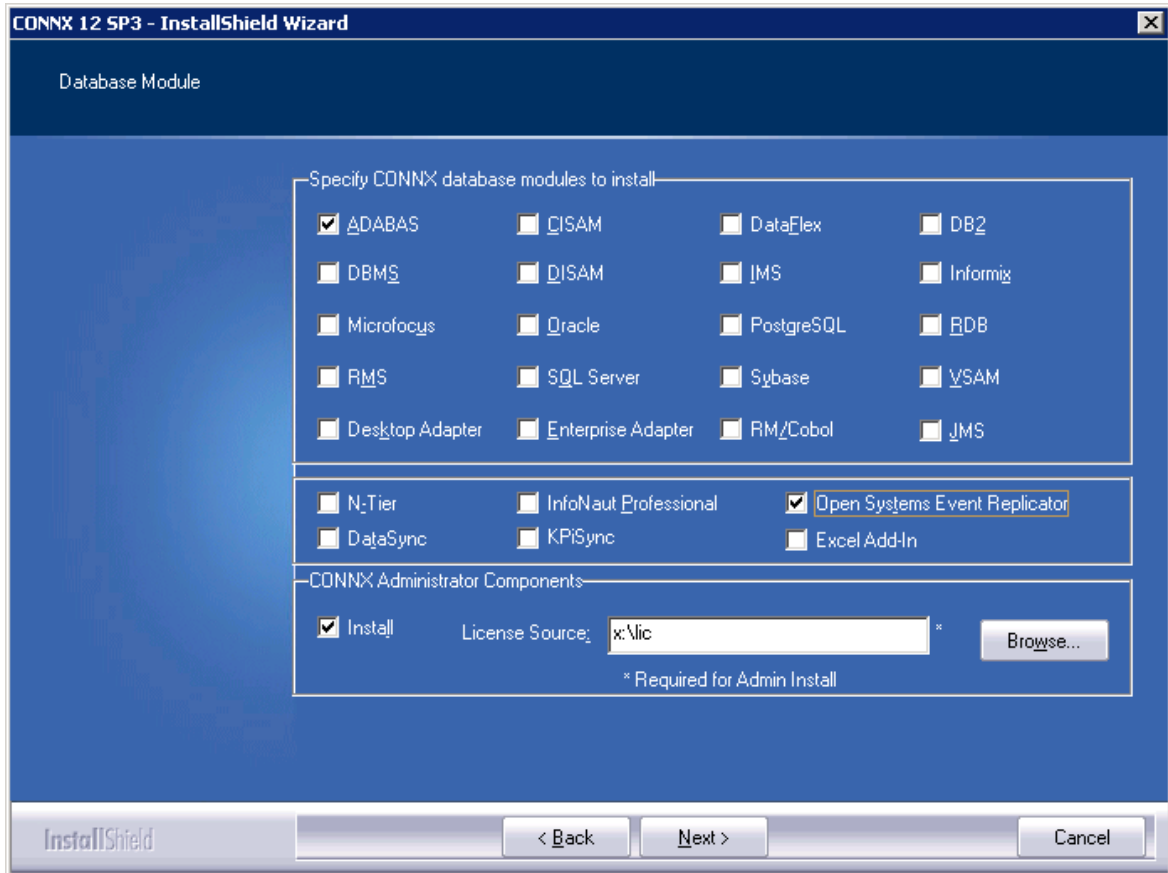 CONNX 12 SP3 - InstallShield Wizard
Database Module
Specify CONNX database modules to install
ADABAS CISAM DataFlex DB2
DBMS DISAM IMS Informix
Microfocus Oracle PostgreSQL RDB
RMS SQL Server Sybase VSAM
Desktop Adapter Enterprise Adapter RM/Cobol JMS
N-Tier InfoNaut Professional Open Systems Event Replicator
DataSync KPiSync Excel Add-In
CONNX Administrator Components
Install License Source: x:\lic * Browse...
* Required for Admin Install
InstallShield < Back Next > Cancel